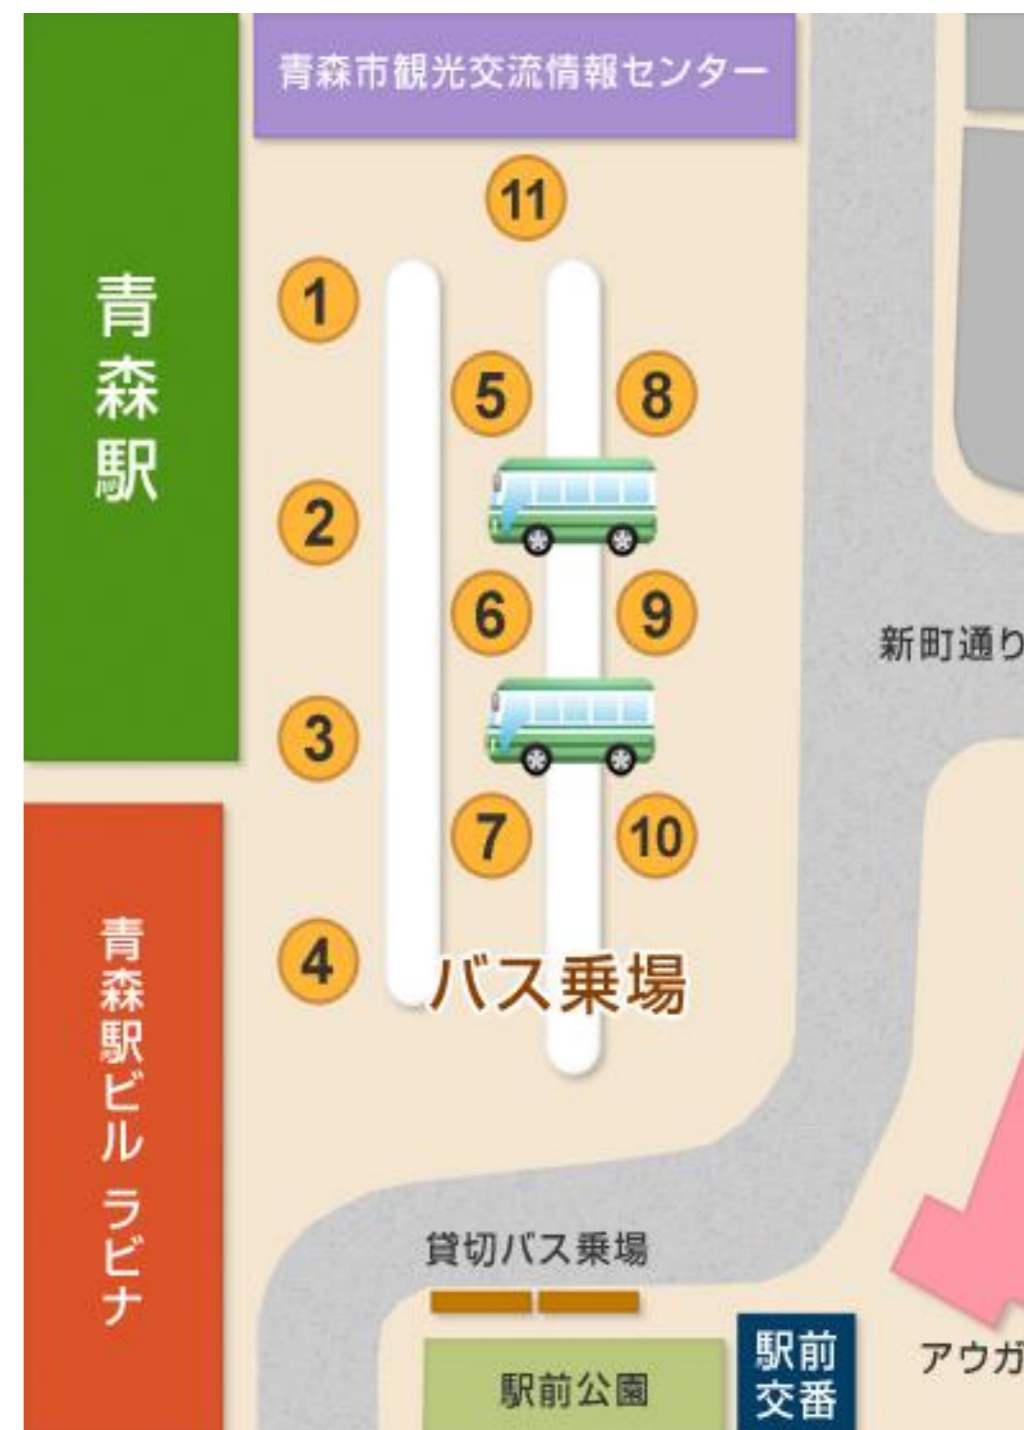 青森市観光交流情報センター
青森駅
11
1
5
8
2
6
9
新町通り
3
7
10
4
バス乗場
青森駅ビル ラビナ
貸切バス乗場
駅前公園
駅前
交番
アウガ